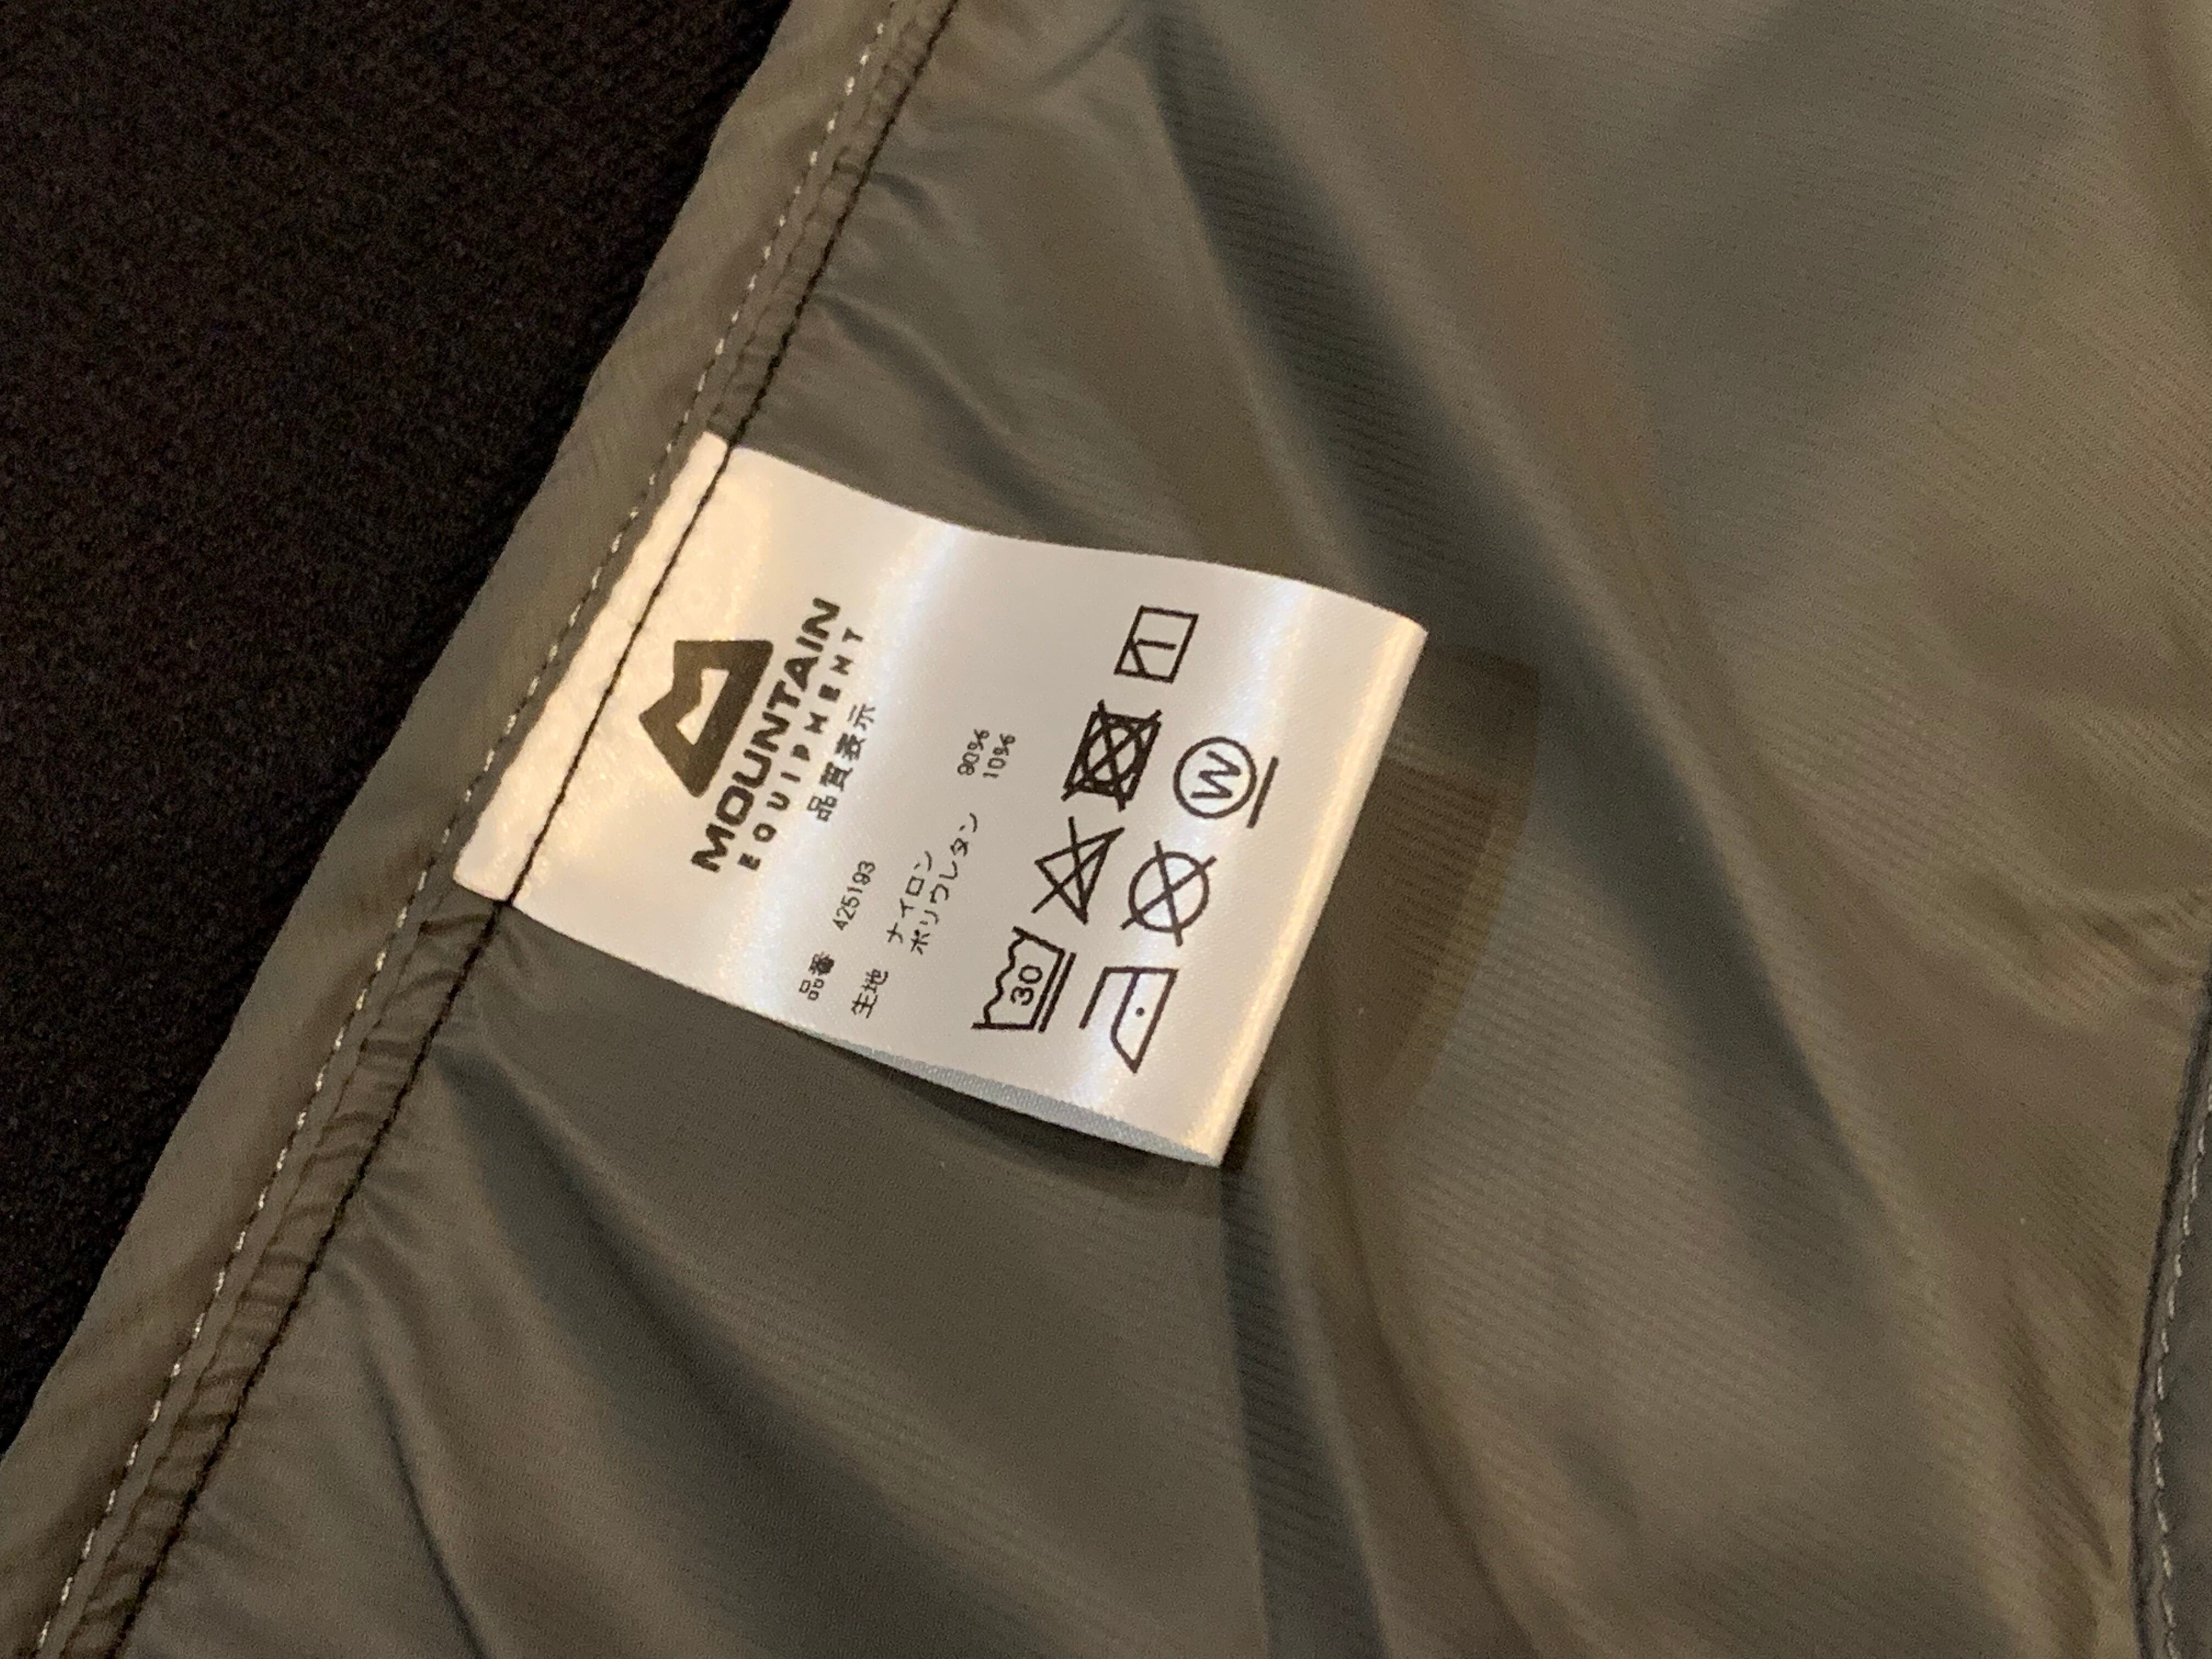 MOUNTAIN
EQUIPMENT
品質表示
品番 425193
生地 ナイロン 90%
ポリウレタン 10%
30
W